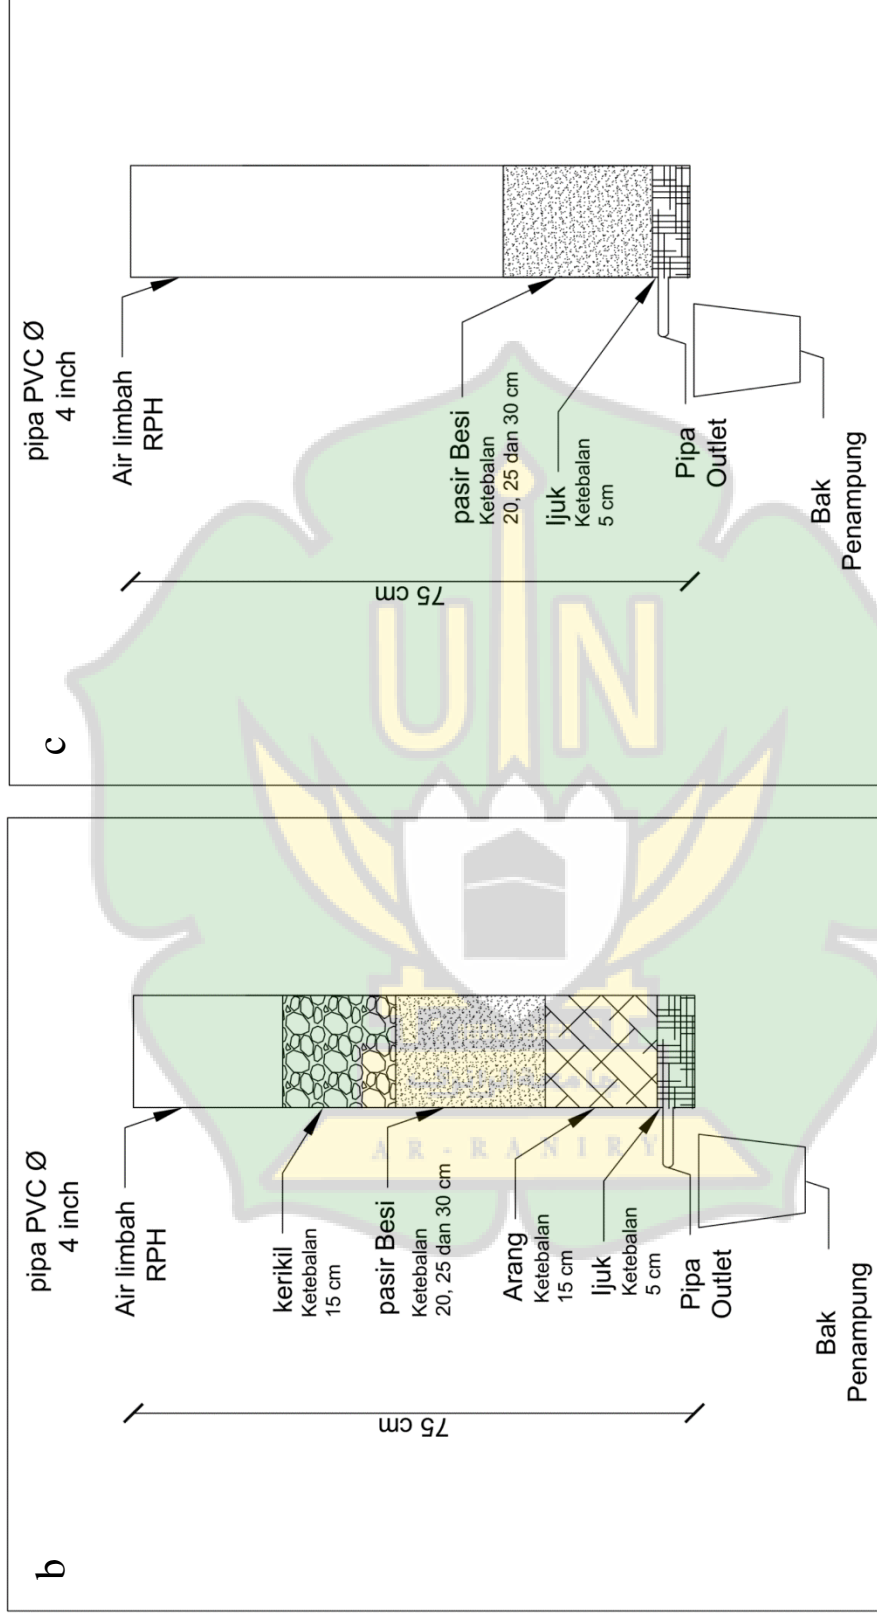 b
pipa PVC Ø
4 inch
Air limbah
RPH
kerikil
Ketebalan
15 cm
pasir Besi
Ketebalan
20, 25 dan 30 cm
Arang
Ketebalan
15 cm
Ijuk
Ketebalan
5 cm
Pipa
Outlet
Bak
Penampung
75 cm
c
pipa PVC Ø
4 inch
Air limbah
RPH
pasir Besi
Ketebalan
20, 25 dan 30 cm
Ijuk
Ketebalan
5 cm
Pipa
Outlet
Bak
Penampung
75 cm
UIN
AR-RANIRY